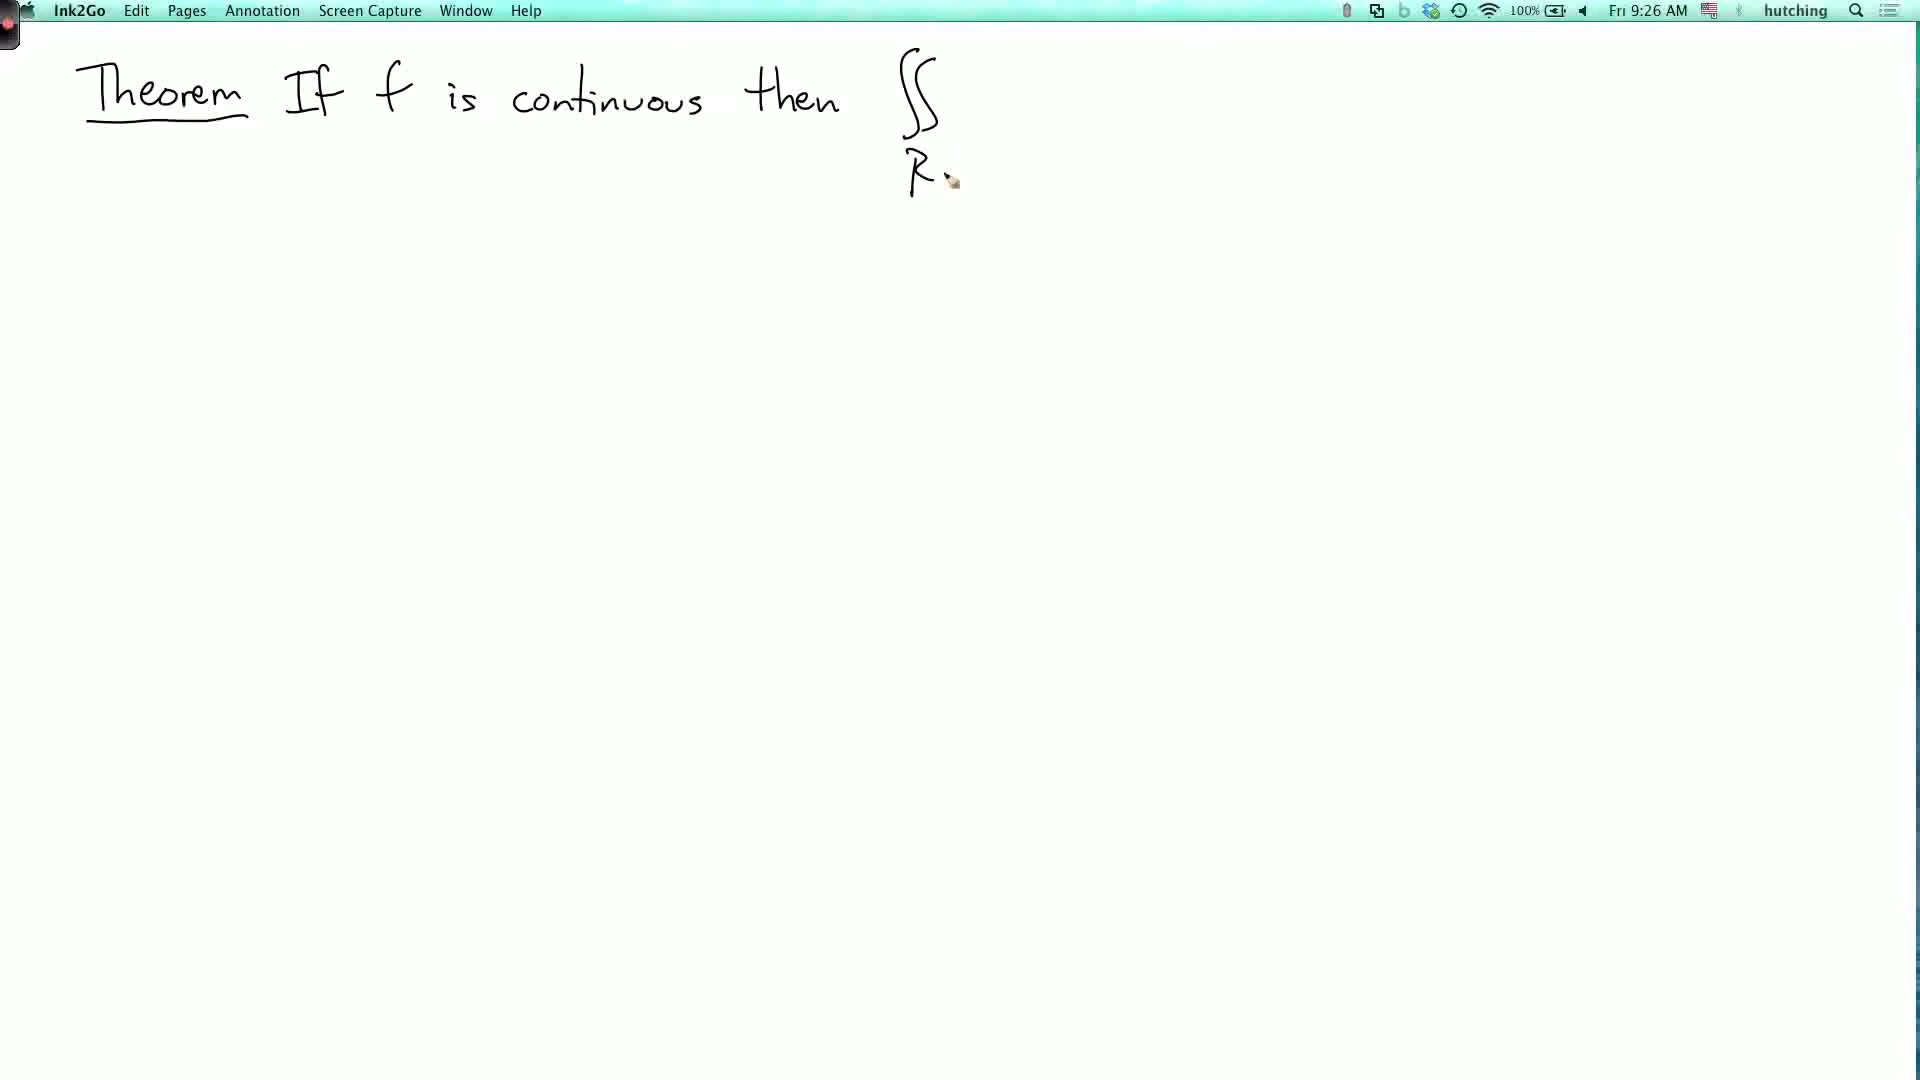 Ink2Go Edit Pages Annotation Screen Capture Window Help 100% Fri 9:26 AM hutching
Theorem If f is continuous then ∬
R